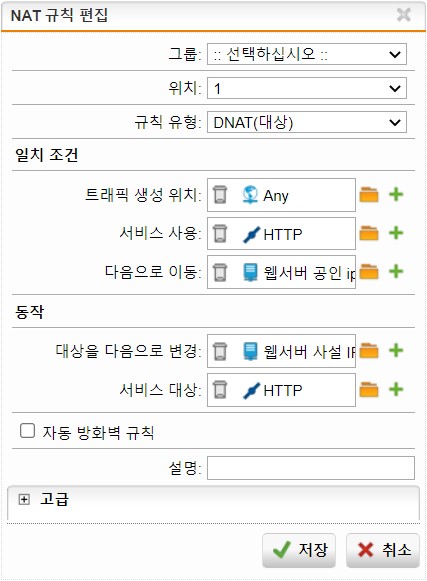 NAT 규칙 편집
그룹: :: 선택하십시오 ::
위치: 1
규칙 유형: DNAT(대상)
일치 조건
트래픽 생성 위치: Any
서비스 사용: HTTP
다음으로 이동: 웹서버 공인 ip
동작
대상을 다음으로 변경: 웹서버 사설 IP
서비스 대상: HTTP
자동 방화벽 규칙
설명:
고급
저장 취소